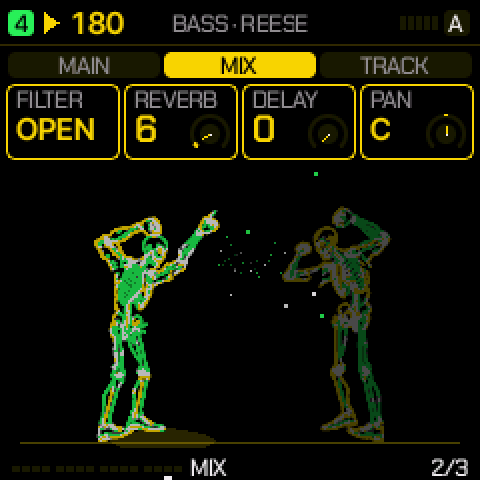 4 180 BASS·REESE A
MAIN MIX TRACK
FILTER REVERB DELAY PAN
OPEN 6 0 C
MIX 2/3